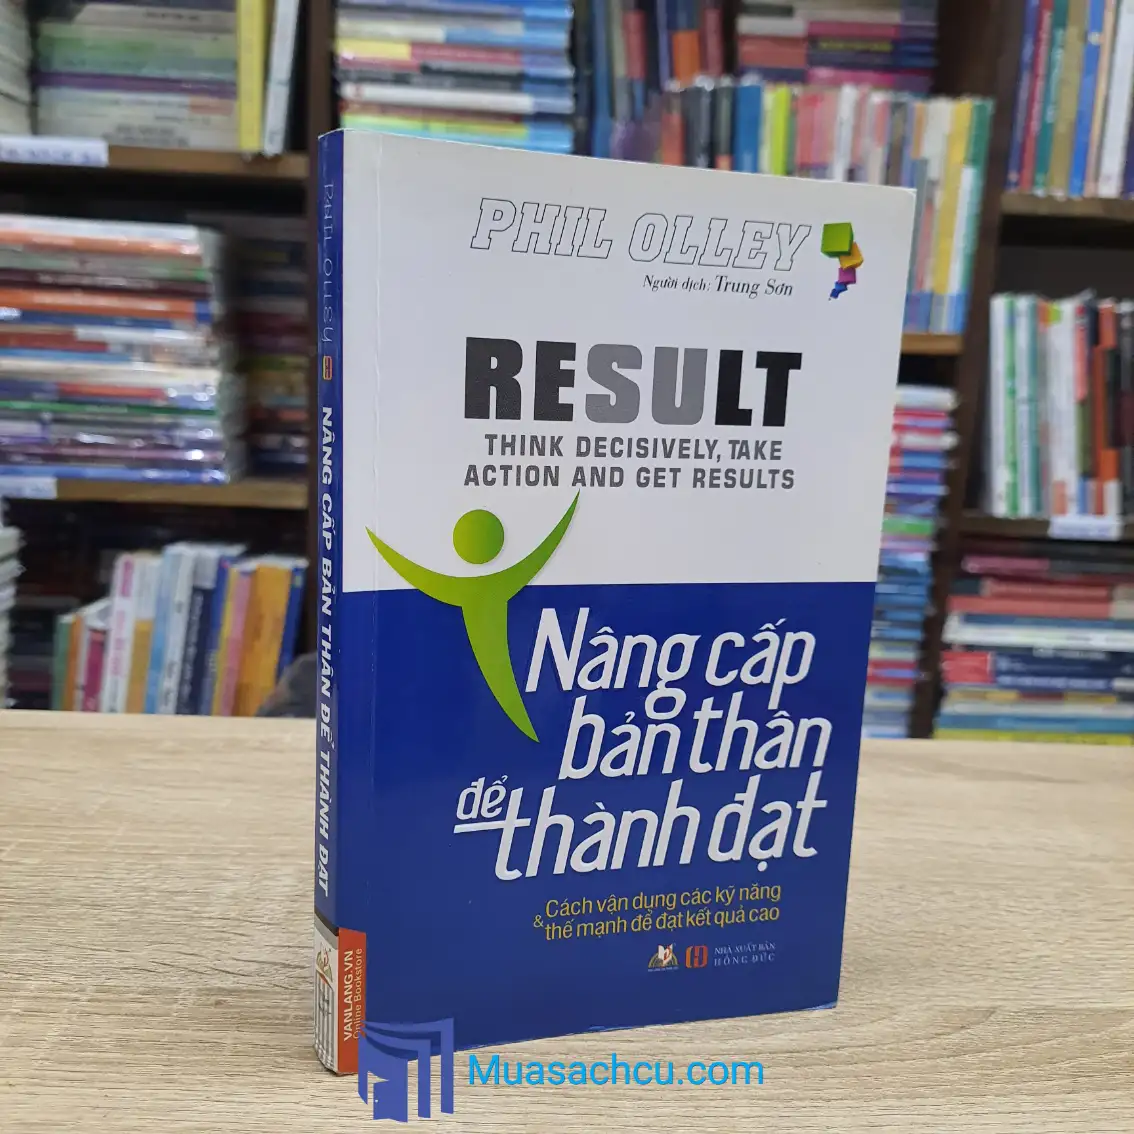 PHIL OLLEY
Người dịch: Trung Sơn
RESULT
THINK DECISIVELY, TAKE
ACTION AND GET RESULTS
Nâng cấp
bản thân
để
thành đạt
Cách vận dụng các kỹ năng
& thế mạnh để đạt kết quả cao
NHÀ XUẤT BẢN
HỒNG ĐỨC
PHIL OLLEY
NÂNG CẤP BẢN THÂN ĐỂ THÀNH ĐẠT
VANLANG.VN
Online Bookstore
Muasachcu.com